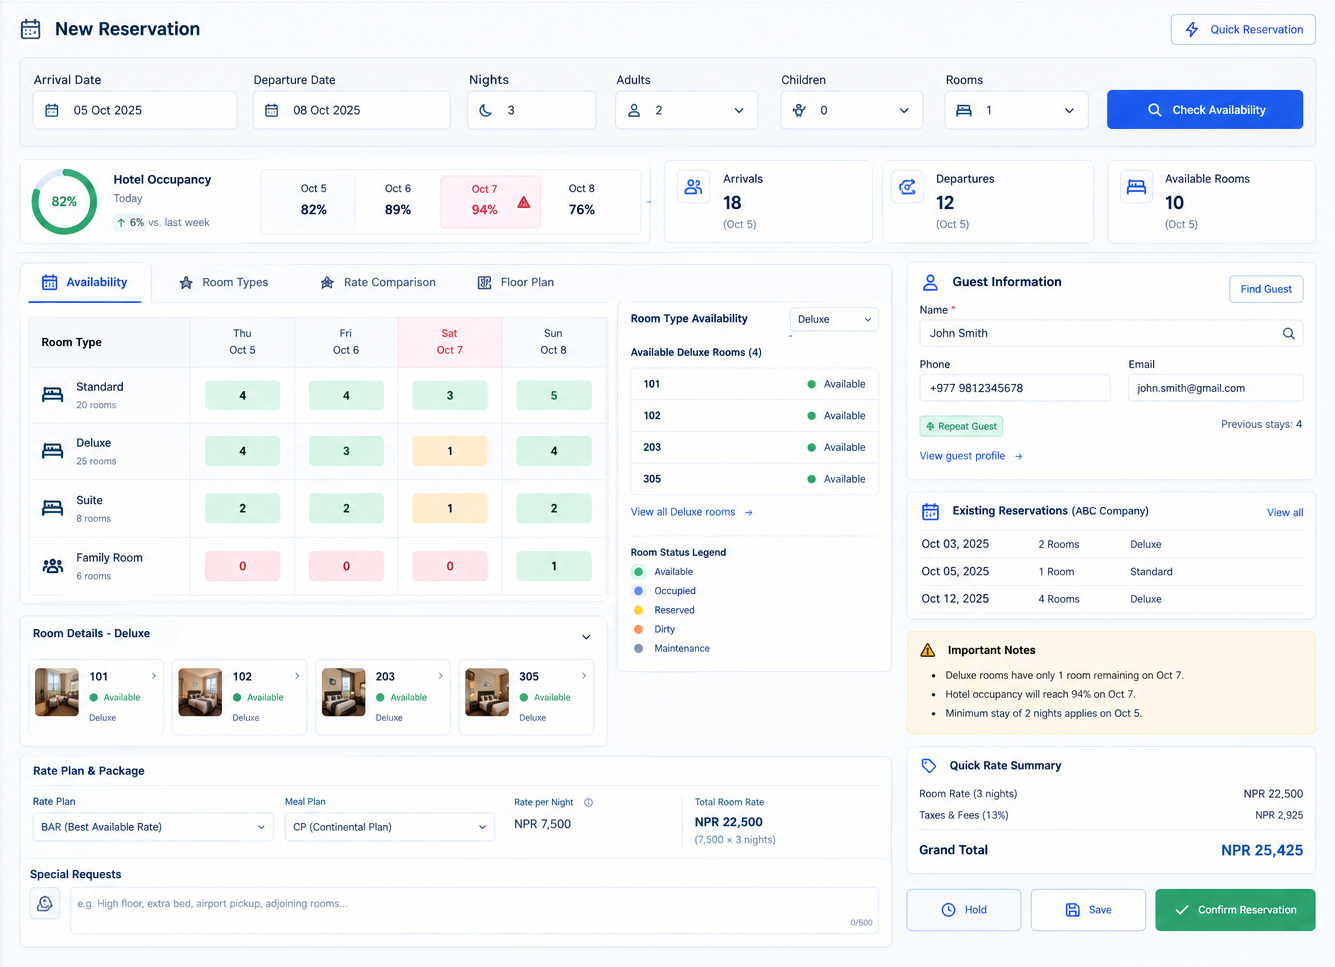 New Reservation
Quick Reservation
Arrival Date
05 Oct 2025
Departure Date
08 Oct 2025
Nights
3
Adults
2
Children
0
Rooms
1
Check Availability
82%
Hotel Occupancy
Today
↑ 6% vs. last week
Oct 5
82%
Oct 6
89%
Oct 7
94%
Oct 8
76%
Arrivals
18
(Oct 5)
Departures
12
(Oct 5)
Available Rooms
10
(Oct 5)
Availability
Room Types
Rate Comparison
Floor Plan
Room Type
Thu
Oct 5
Fri
Oct 6
Sat
Oct 7
Sun
Oct 8
Standard
20 rooms
4 4 3 5
Deluxe
25 rooms
4 3 1 4
Suite
8 rooms
2 2 1 2
Family Room
6 rooms
0 0 0 1
Room Type Availability
Deluxe
Available Deluxe Rooms (4)
101 Available
102 Available
203 Available
305 Available
View all Deluxe rooms →
Room Status Legend
Available
Occupied
Reserved
Dirty
Maintenance
Room Details - Deluxe
101
Available
Deluxe
102
Available
Deluxe
203
Available
Deluxe
305
Available
Deluxe
Rate Plan & Package
Rate Plan
BAR (Best Available Rate)
Meal Plan
CP (Continental Plan)
Rate per Night
NPR 7,500
Total Room Rate
NPR 22,500
(7,500 × 3 nights)
Special Requests
e.g. High floor, extra bed, airport pickup, adjoining rooms...
0/500
Guest Information
Find Guest
Name *
John Smith
Phone
+977 9812345678
Email
john.smith@gmail.com
Repeat Guest
Previous stays: 4
View guest profile →
Existing Reservations (ABC Company)
View all
Oct 03, 2025 2 Rooms Deluxe
Oct 05, 2025 1 Room Standard
Oct 12, 2025 4 Rooms Deluxe
Important Notes
• Deluxe rooms have only 1 room remaining on Oct 7.
• Hotel occupancy will reach 94% on Oct 7.
• Minimum stay of 2 nights applies on Oct 5.
Quick Rate Summary
Room Rate (3 nights) NPR 22,500
Taxes & Fees (13%) NPR 2,925
Grand Total NPR 25,425
Hold
Save
Confirm Reservation